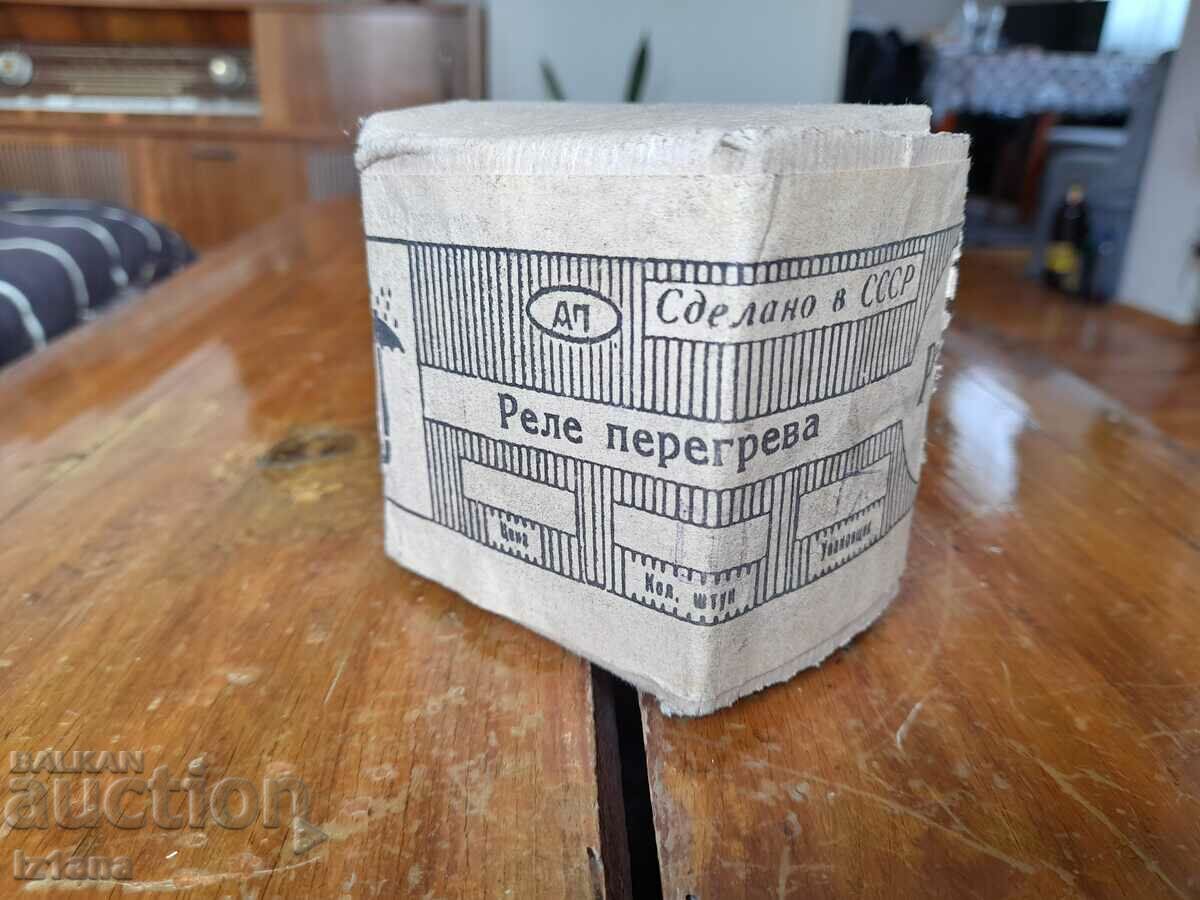 АП
Сделано в СССР
Реле перегрева
Цена
Кол. штук
Упаковщик
BALKAN
auction
iz1ana